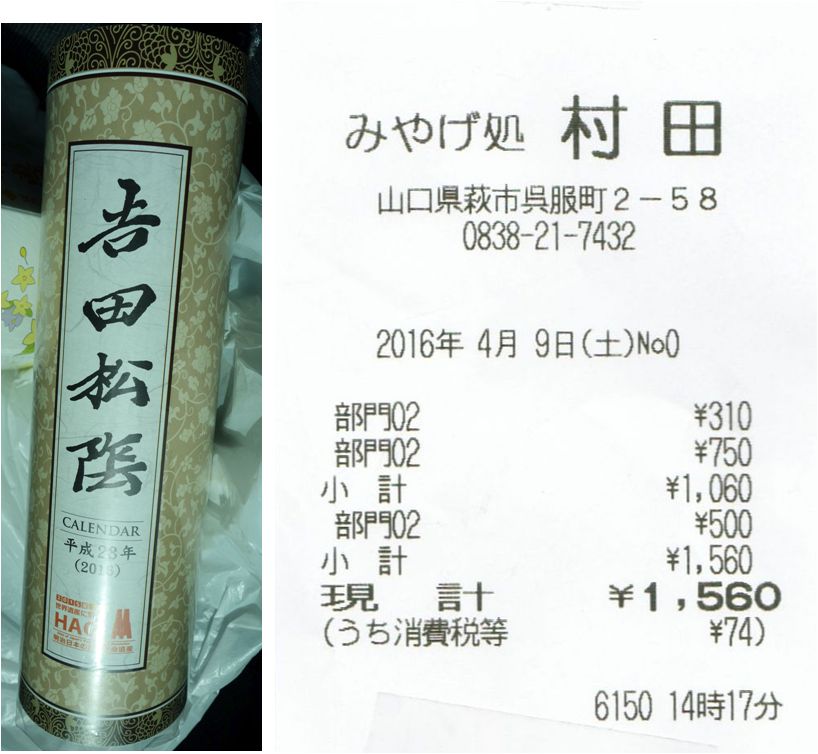 吉田松陰
CALENDAR
平成28年
(2016)
世界遺産
HAGI
みやげ処 村田
山口県萩市呉服町2-58
0838-21-7432
2016年 4月 9日(土)No0
部門02 ¥310
部門02 ¥750
小 計 ¥1,060
部門02 ¥500
小 計 ¥1,560
現 計 ¥1,560
(うち消費税等 ¥74)
6150 14時17分